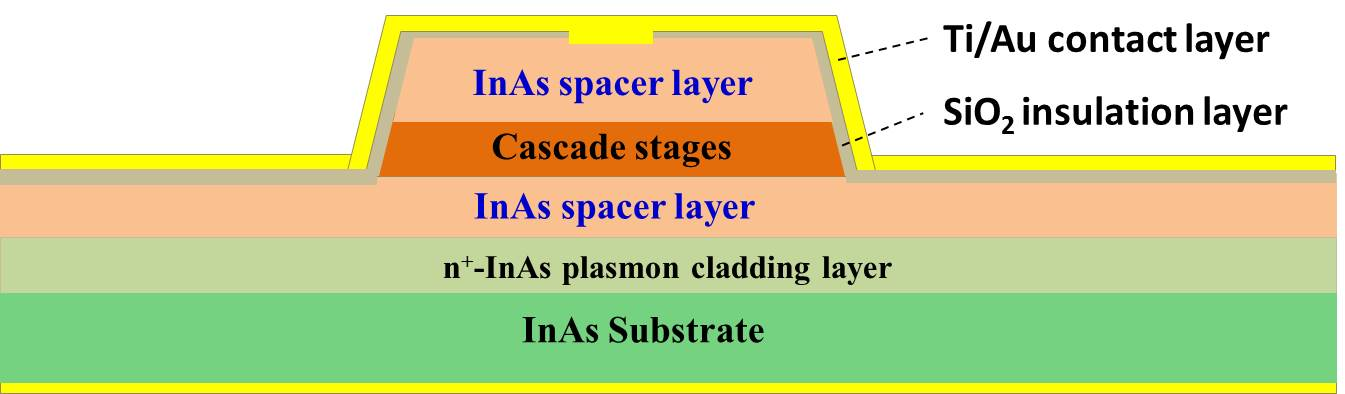 Ti/Au contact layer
InAs spacer layer
SiO₂ insulation layer
Cascade stages
InAs spacer layer
n⁺-InAs plasmon cladding layer
InAs Substrate